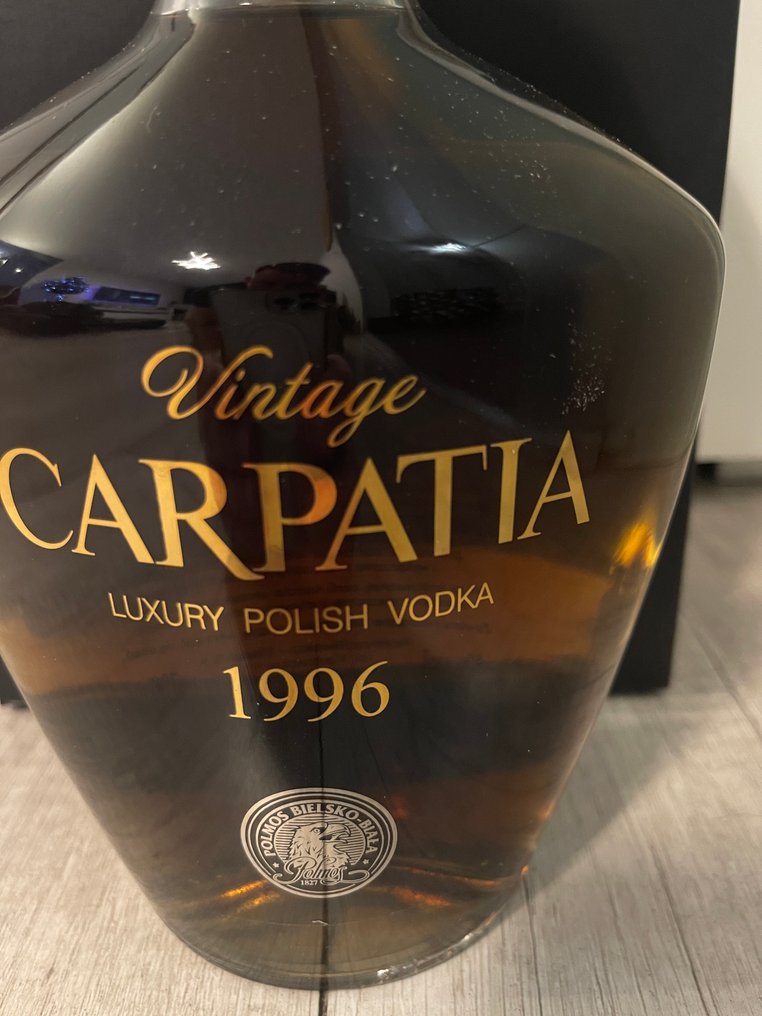 Vintage
CARPATIA
LUXURY POLISH VODKA
1996
POLMOS BIELSKO-BIAŁA
Polmos
1827